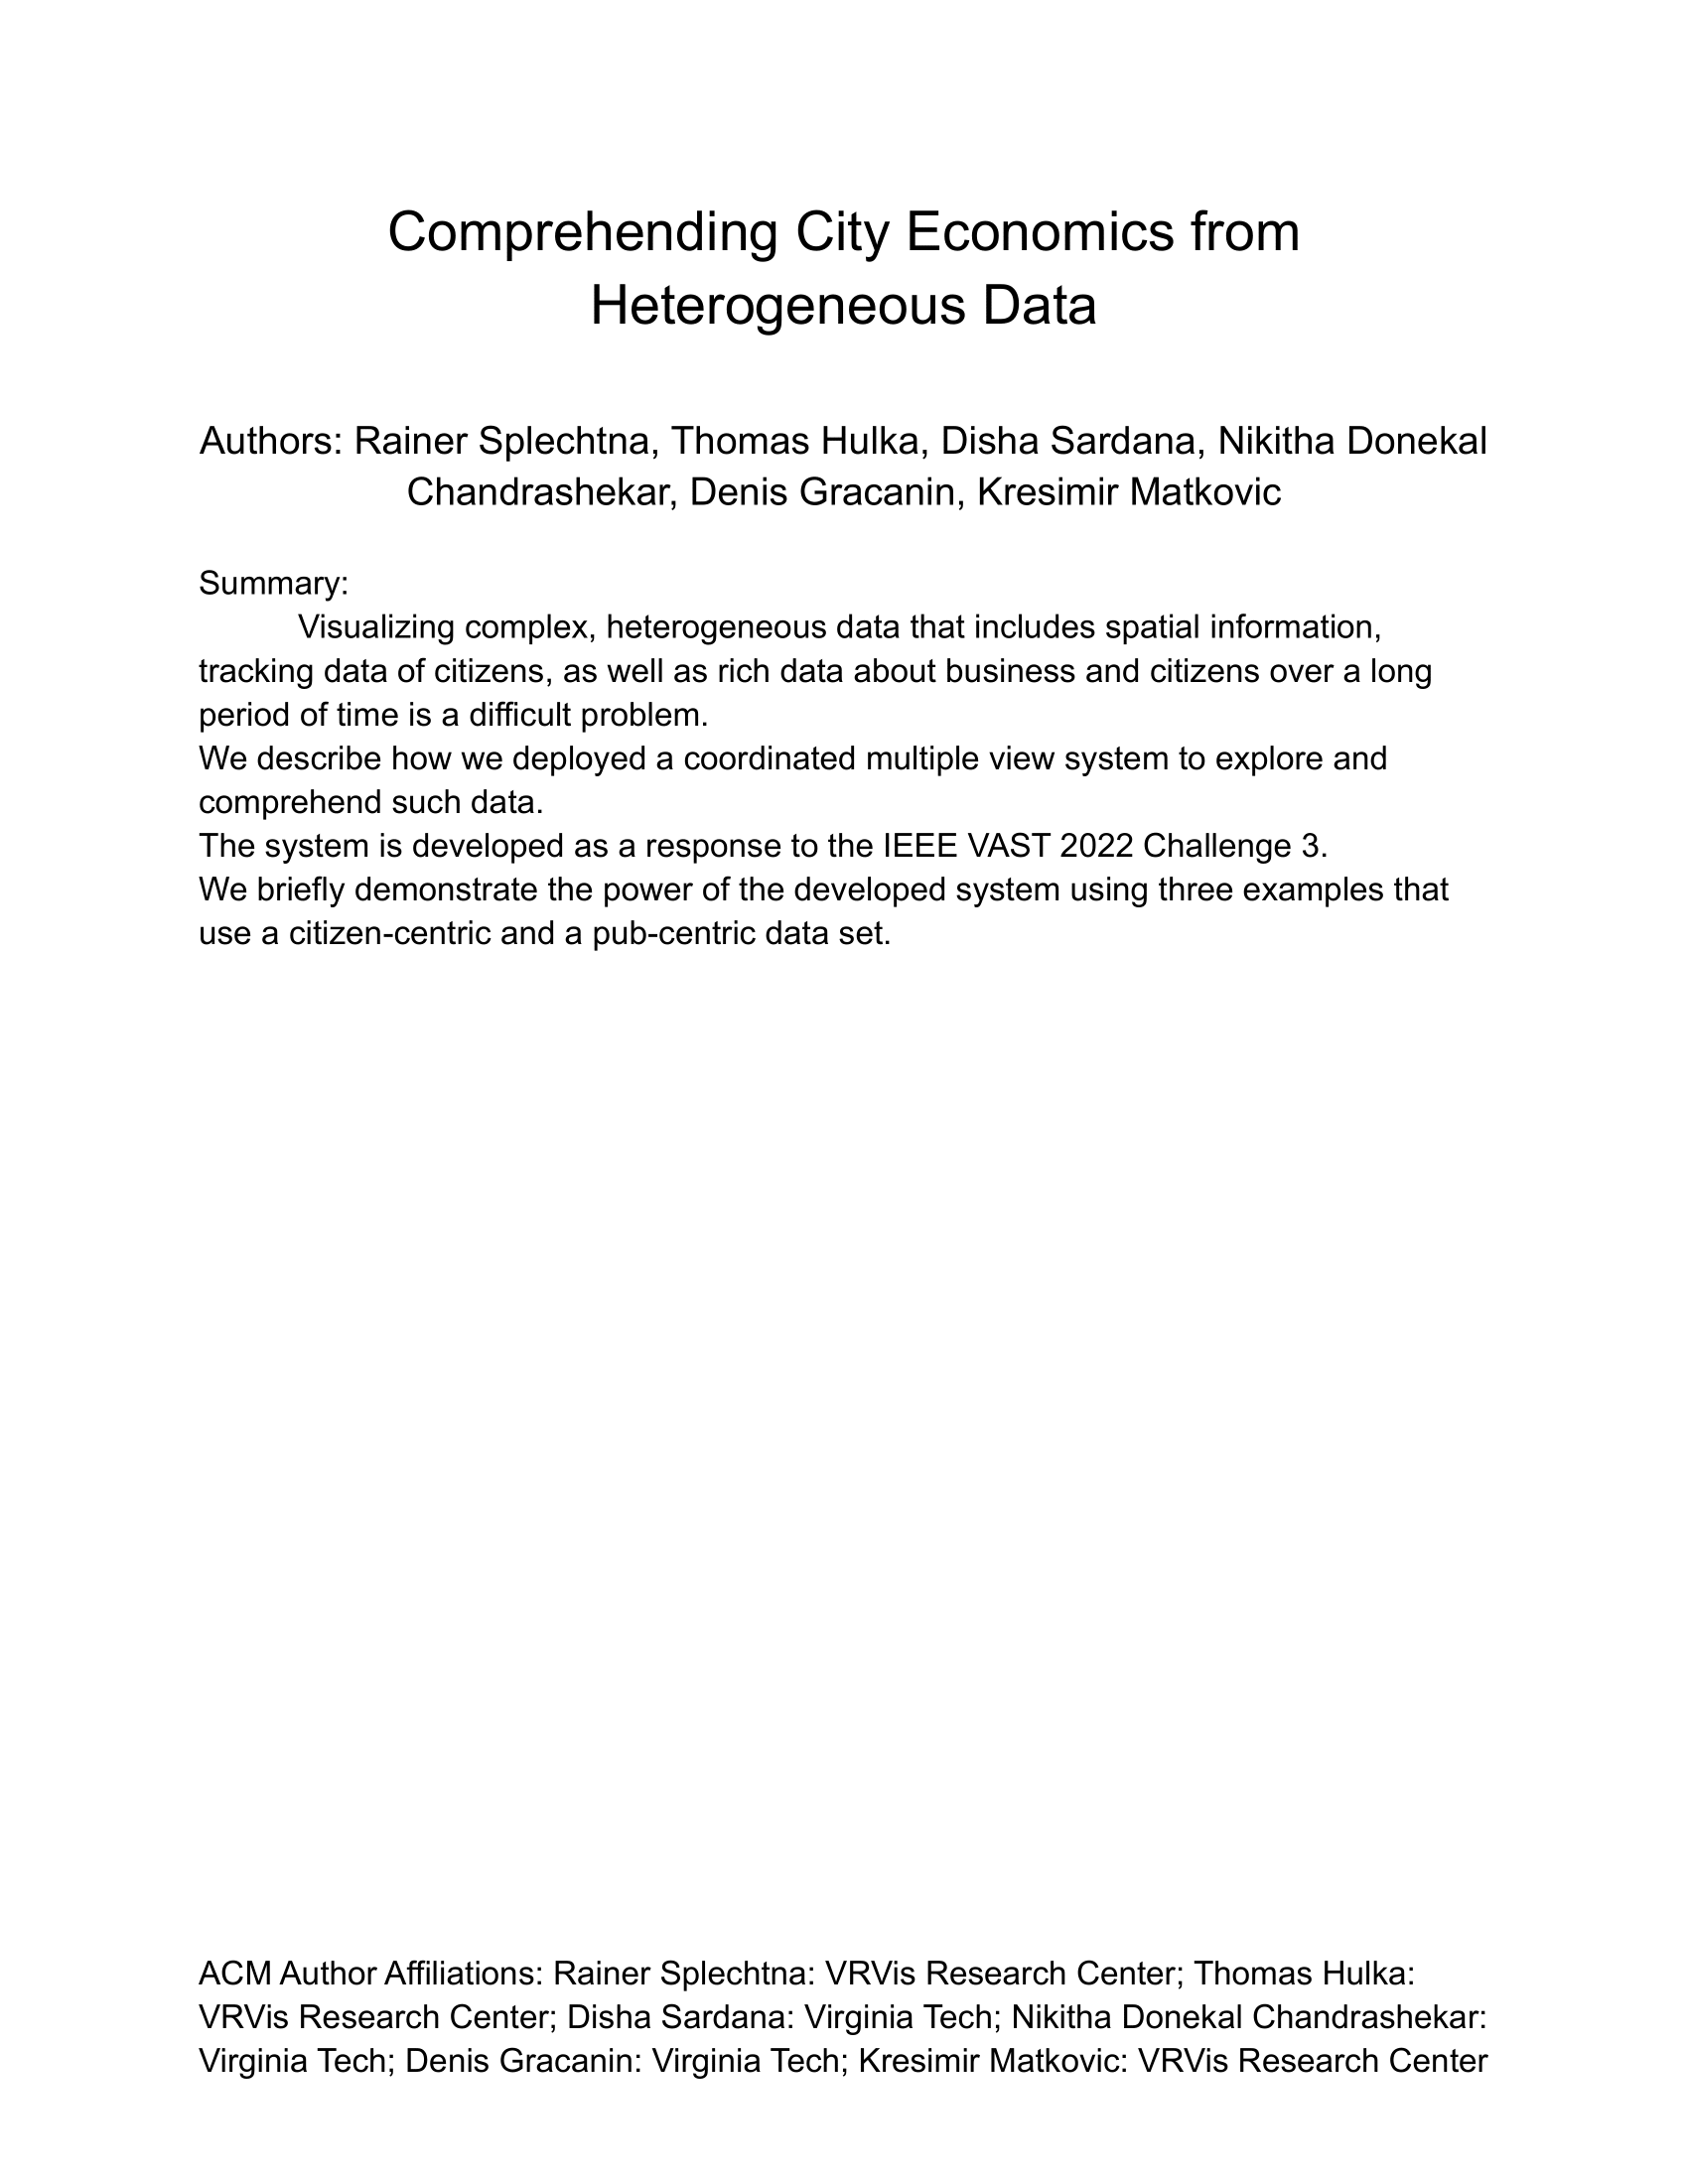 Comprehending City Economics from
Heterogeneous Data
Authors: Rainer Splechtna, Thomas Hulka, Disha Sardana, Nikitha Donekal
Chandrashekar, Denis Gracanin, Kresimir Matkovic
Summary:
Visualizing complex, heterogeneous data that includes spatial information,
tracking data of citizens, as well as rich data about business and citizens over a long
period of time is a difficult problem.
We describe how we deployed a coordinated multiple view system to explore and
comprehend such data.
The system is developed as a response to the IEEE VAST 2022 Challenge 3.
We briefly demonstrate the power of the developed system using three examples that
use a citizen-centric and a pub-centric data set.
ACM Author Affiliations: Rainer Splechtna: VRVis Research Center; Thomas Hulka:
VRVis Research Center; Disha Sardana: Virginia Tech; Nikitha Donekal Chandrashekar:
Virginia Tech; Denis Gracanin: Virginia Tech; Kresimir Matkovic: VRVis Research Center